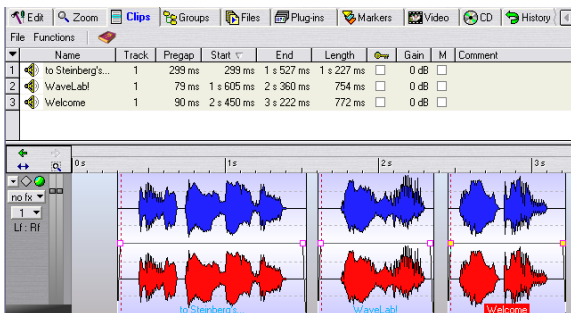 Edit Zoom Clips Groups Files Plug-ins Markers Video CD History
File Functions
Name Track Pregap Start End Length Gain M Comment
1 to Steinberg's... 1 299 ms 299 ms 1 s 527 ms 1 s 227 ms 0 dB
2 WaveLab! 1 79 ms 1 s 605 ms 2 s 360 ms 754 ms 0 dB
3 Welcome 1 90 ms 2 s 450 ms 3 s 222 ms 772 ms 0 dB
0 s 1 s 2 s 3 s
no fx
1
Lf : Rf
to Steinberg's... WaveLab! Welcome